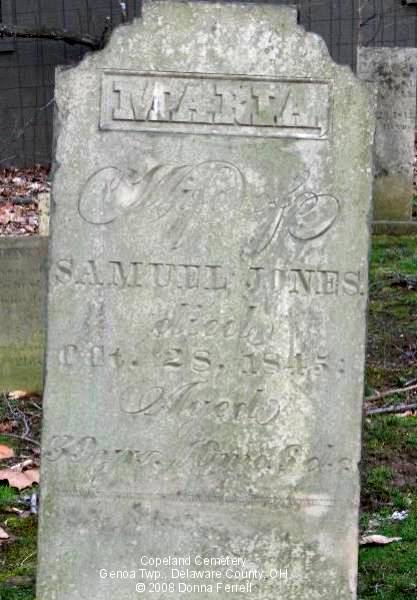 MARIA
Wife of
SAMUEL JONES.
died
Oct. 28. 1845:
Aged
Copeland Cemetery
Genoa Twp., Delaware County, OH
© 2008 Donna Ferrell